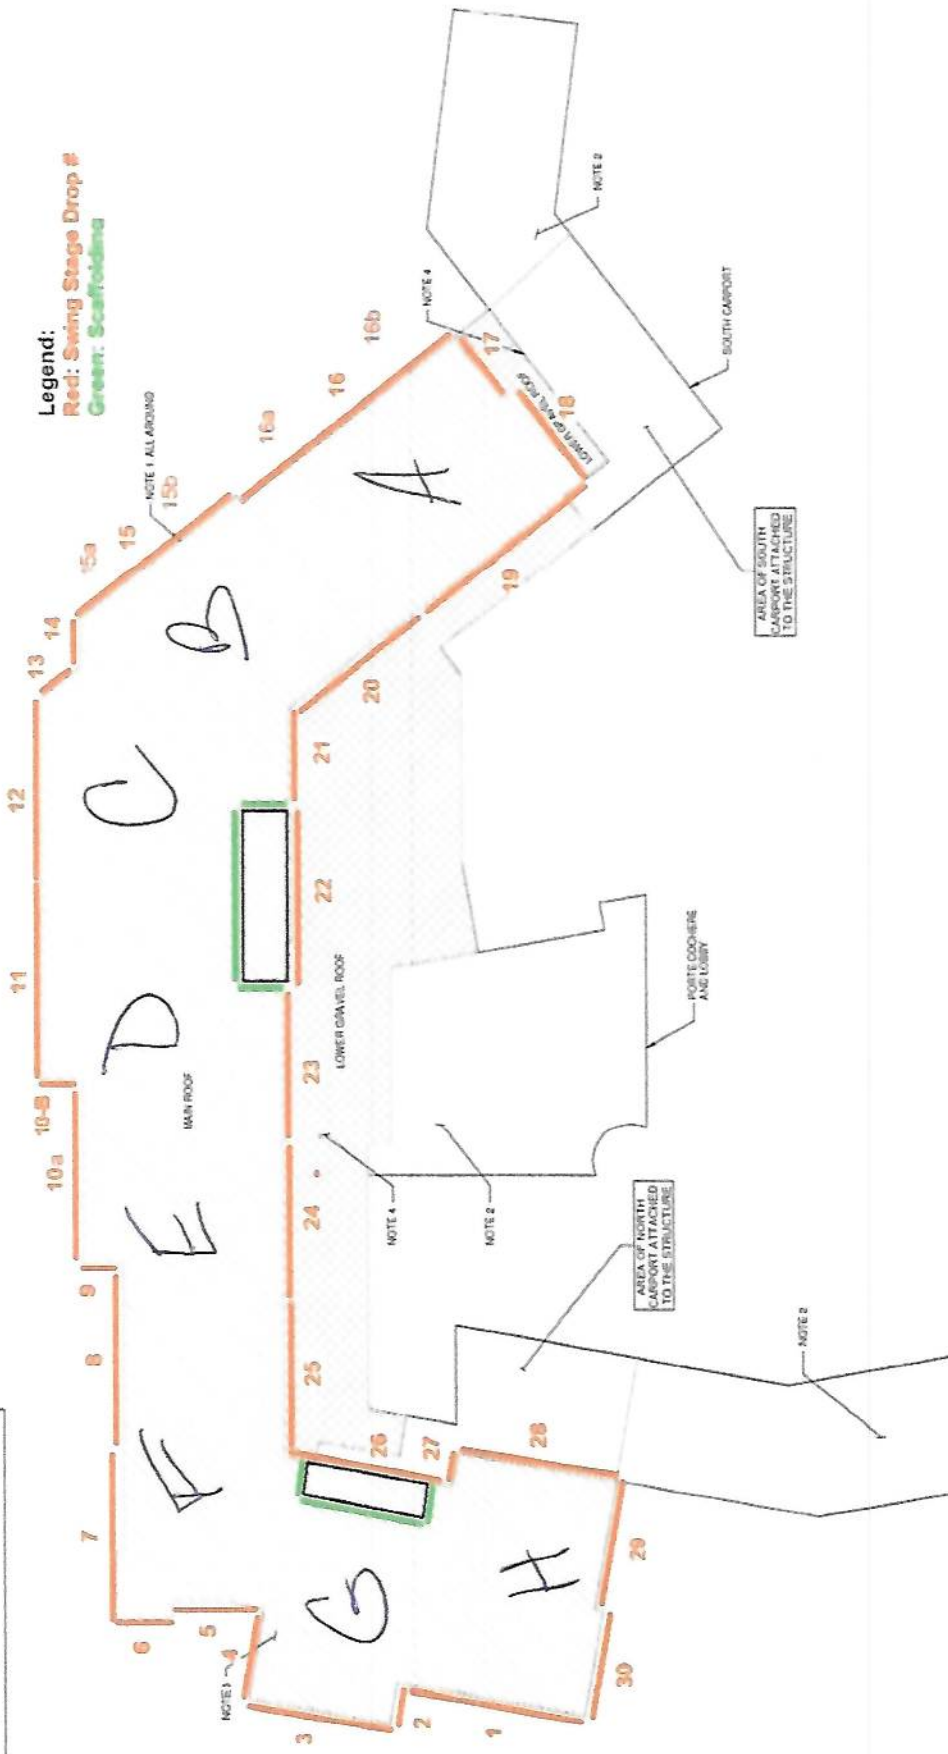 Legend:
Red: Swing Stage Drop #
Green: Scaffolding
NOTE 1 ALL AROUND
11
12
13
14
15a
15
15b
16a
16
16b
10-B
10a
9
8
7
6
5
4
NOTE 1
3
2
1
30
29
28
27
26
25
24
23
22
21
20
19
18
17
A
B
C
D
E
F
G
H
MAIN ROOF
LOWER GRAVEL ROOF
LOWER GRAVEL ROOF
NOTE 4
NOTE 2
SOUTH CARPORT
AREA OF SOUTH
CARPORT ATTACHED
TO THE STRUCTURE
PORTE COCHERE
AND LOBBY
NOTE 4
NOTE 2
AREA OF NORTH
CARPORT ATTACHED
TO THE STRUCTURE
NOTE 2